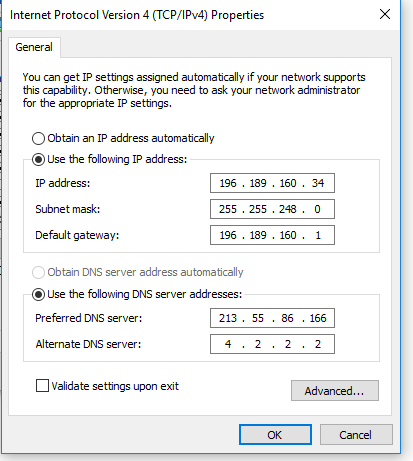 Internet Protocol Version 4 (TCP/IPv4) Properties
General
You can get IP settings assigned automatically if your network supports
this capability. Otherwise, you need to ask your network administrator
for the appropriate IP settings.
Obtain an IP address automatically
Use the following IP address:
IP address: 196 . 189 . 160 . 34
Subnet mask: 255 . 255 . 248 . 0
Default gateway: 196 . 189 . 160 . 1
Obtain DNS server address automatically
Use the following DNS server addresses:
Preferred DNS server: 213 . 55 . 86 . 166
Alternate DNS server: 4 . 2 . 2 . 2
Validate settings upon exit
Advanced...
OK Cancel